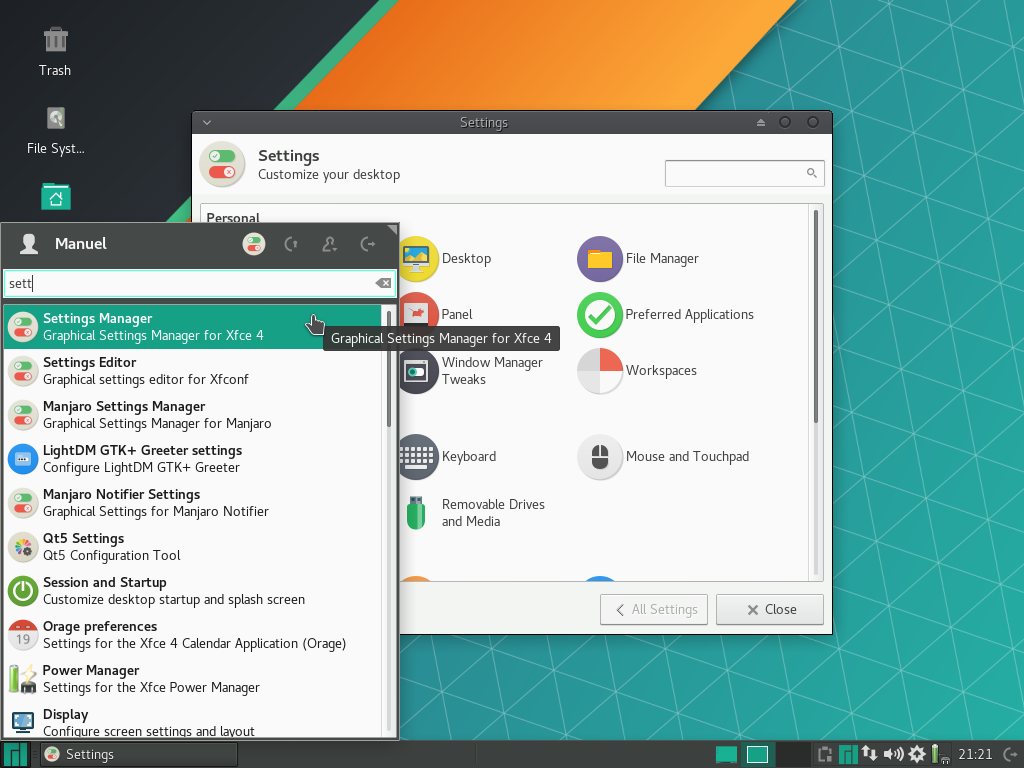 Trash
File Syst...
Settings
Settings
Customize your desktop
Personal
Desktop
File Manager
Panel
Preferred Applications
Window Manager
Tweaks
Workspaces
Keyboard
Mouse and Touchpad
Removable Drives
and Media
All Settings
Close
Manuel
sett
Settings Manager
Graphical Settings Manager for Xfce 4
Graphical Settings Manager for Xfce 4
Settings Editor
Graphical settings editor for Xfconf
Manjaro Settings Manager
Graphical Settings Manager for Manjaro
LightDM GTK+ Greeter settings
Configure LightDM GTK+ Greeter
Manjaro Notifier Settings
Graphical Settings for Manjaro Notifier
Qt5 Settings
Qt5 Configuration Tool
Session and Startup
Customize desktop startup and splash screen
Orage preferences
19
Settings for the Xfce 4 Calendar Application (Orage)
Power Manager
Settings for the Xfce Power Manager
Display
Configure screen settings and layout
Settings
21:21